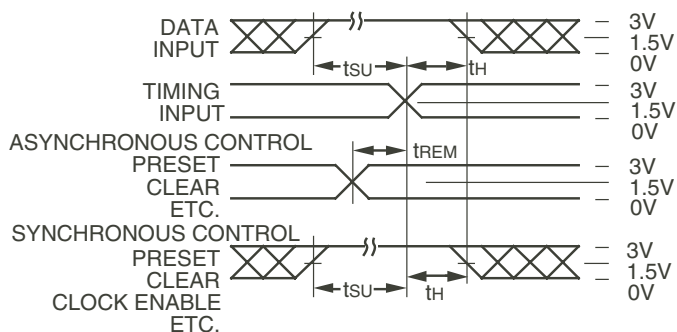 DATA INPUT
3V
1.5V
0V
tSU
tH
TIMING INPUT
3V
1.5V
0V
ASYNCHRONOUS CONTROL
PRESET
CLEAR
ETC.
tREM
3V
1.5V
0V
SYNCHRONOUS CONTROL
PRESET
CLEAR
CLOCK ENABLE
ETC.
tSU
tH
3V
1.5V
0V